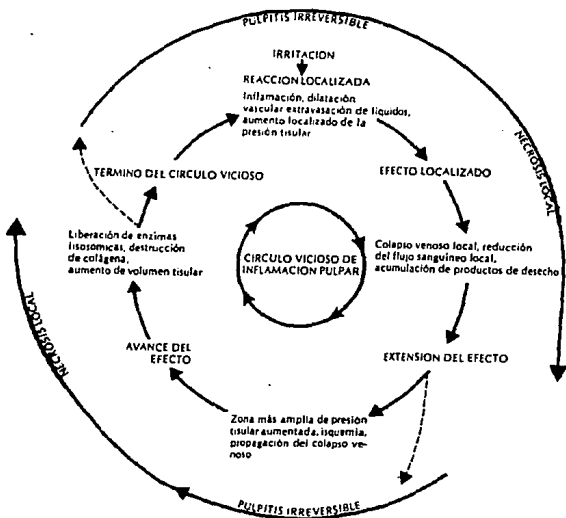 PULPITIS IRREVERSIBLE
IRRITACION
REACCION LOCALIZADA
Inflamación, dilatación
vascular extravasación de líquidos,
aumento localizado de la
presión tisular
NECROSIS LOCAL
TERMINO DEL CIRCULO VICIOSO
EFECTO LOCALIZADO
Liberación de enzimas
lisosomicas, destrucción
de colágena,
aumento de volumen tisular
CIRCULO VICIOSO DE
INFLAMACION PULPAR
Colapso venoso local, reducción
del flujo sanguíneo local,
acumulación de productos de desecho
NECROSIS LOCAL
AVANCE DEL
EFECTO
EXTENSION DEL EFECTO
Zona más amplia de presión
tisular aumentada, isquemia,
propagación del colapso ve-
noso
PULPITIS IRREVERSIBLE